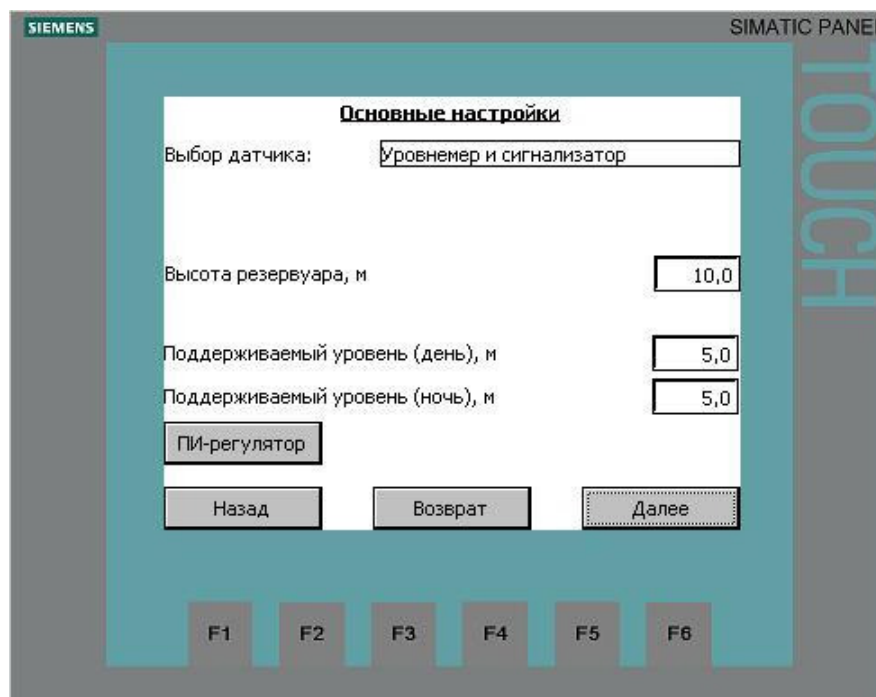 SIEMENS
SIMATIC PANEL
TOUCH
Основные настройки
Выбор датчика: Уровнемер и сигнализатор
Высота резервуара, м 10,0
Поддерживаемый уровень (день), м 5,0
Поддерживаемый уровень (ночь), м 5,0
ПИ-регулятор
Назад Возврат Далее
F1 F2 F3 F4 F5 F6